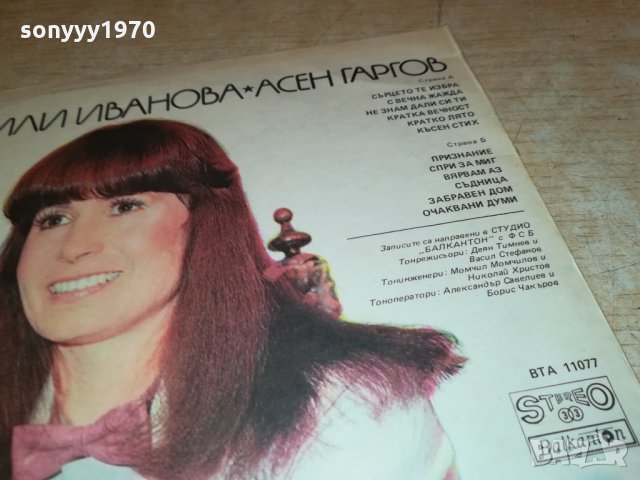 sonyyy1970
ИЛИ ИВАНОВА★АСЕН ГАРГОВ
Страна А
СЪРЦЕТО ТЕ ИЗБРА
С ВЕЧНА ЖАЖДА
НЕ ЗНАМ ДАЛИ СИ ТИ
КРАТКА ВЕЧНОСТ
КРАТКО ЛЯТО
КЪСЕН СТИХ
Страна Б
ПРИЗНАНИЕ
СПРИ ЗА МИГ
ВЯРВАМ АЗ
СЪДНИЦА
ЗАБРАВЕН ДОМ
ОЧАКВАНИ ДУМИ
Записите са направени в СТУДИО
„БАЛКАНТОН" с ФСБ
Тонрежисьори: Деян Тимнев и
Васил Стефанов
Тонинженери: Момчил Момчилов и
Николай Христов
Тоноператори: Александър Савелиев и
Борис Чакъров
ВТА 11077
STEREO
33
Balkanton